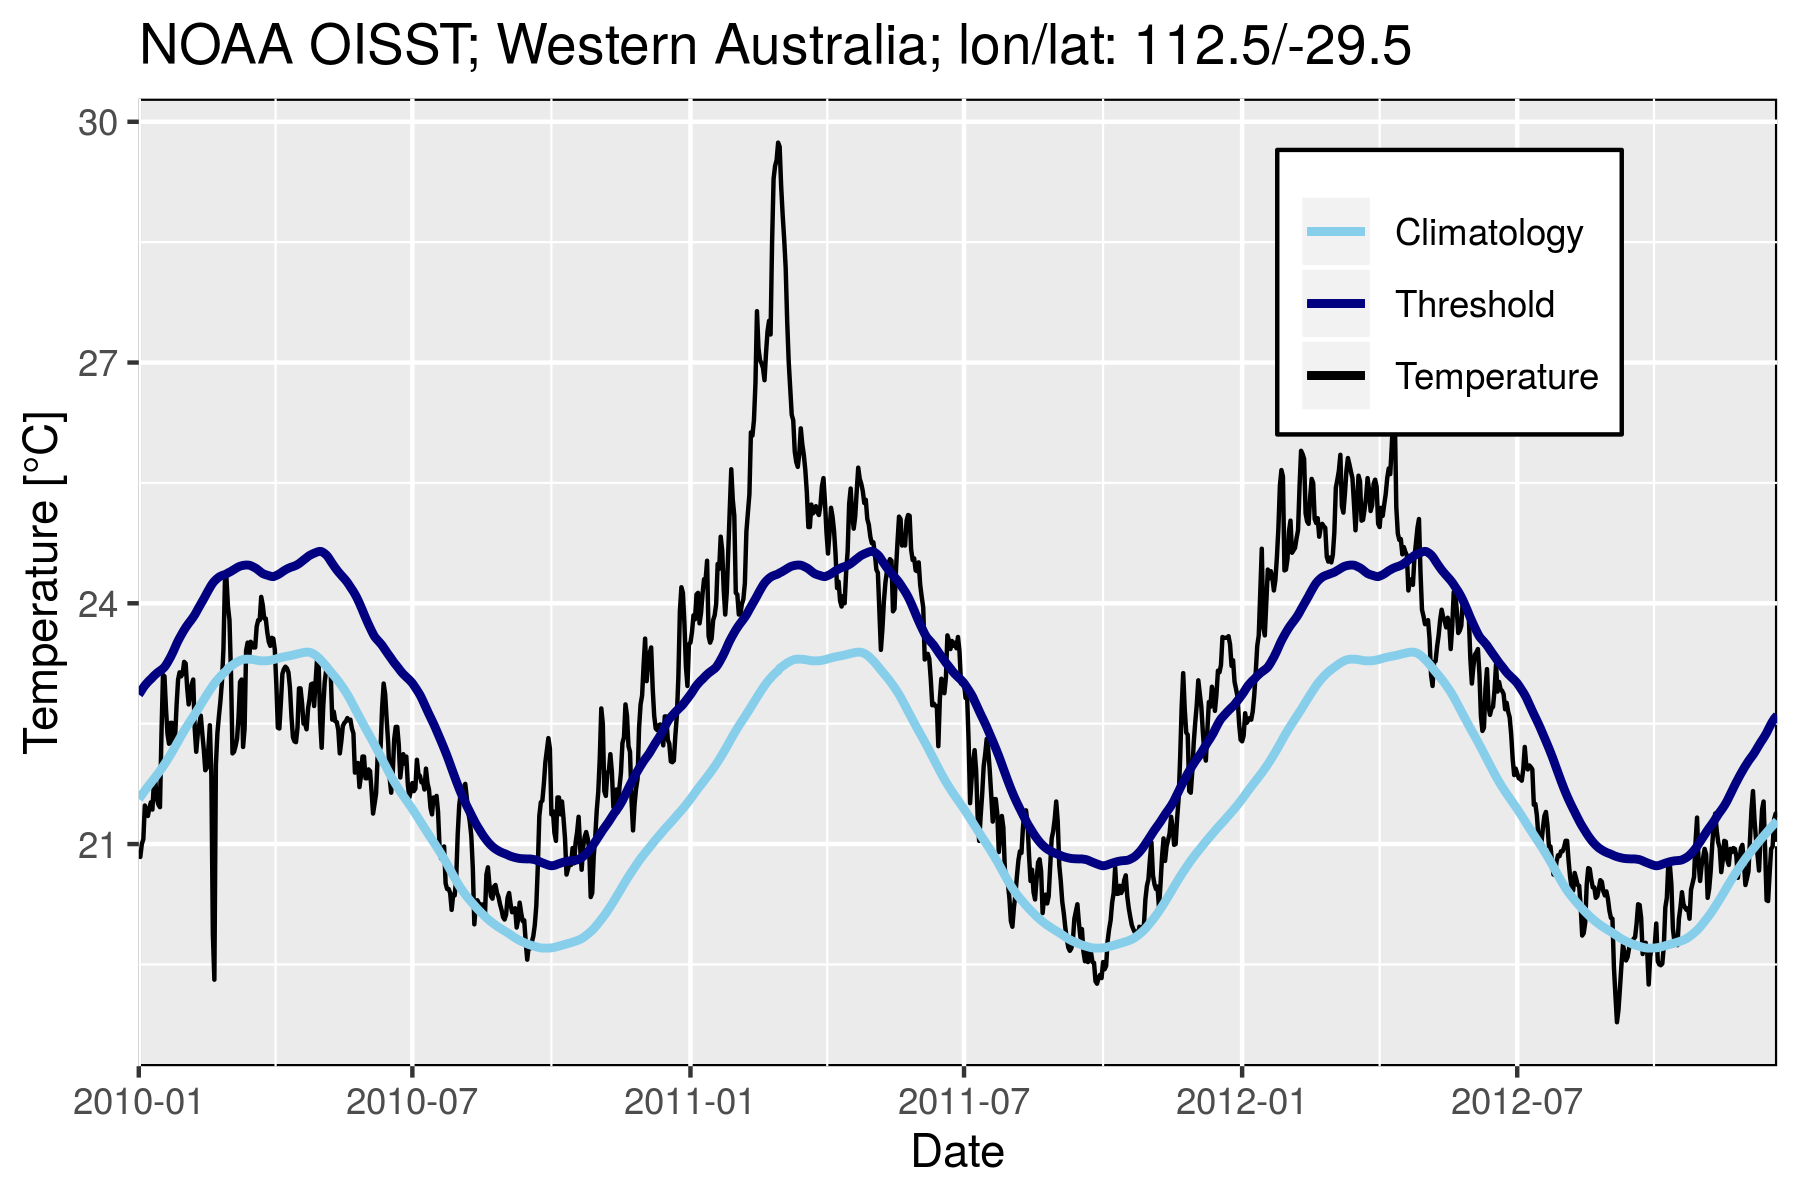 NOAA OISST; Western Australia; lon/lat: 112.5/-29.5
30
27
24
21
Temperature [°C]
Climatology
Threshold
Temperature
2010-01 2010-07 2011-01 2011-07 2012-01 2012-07
Date